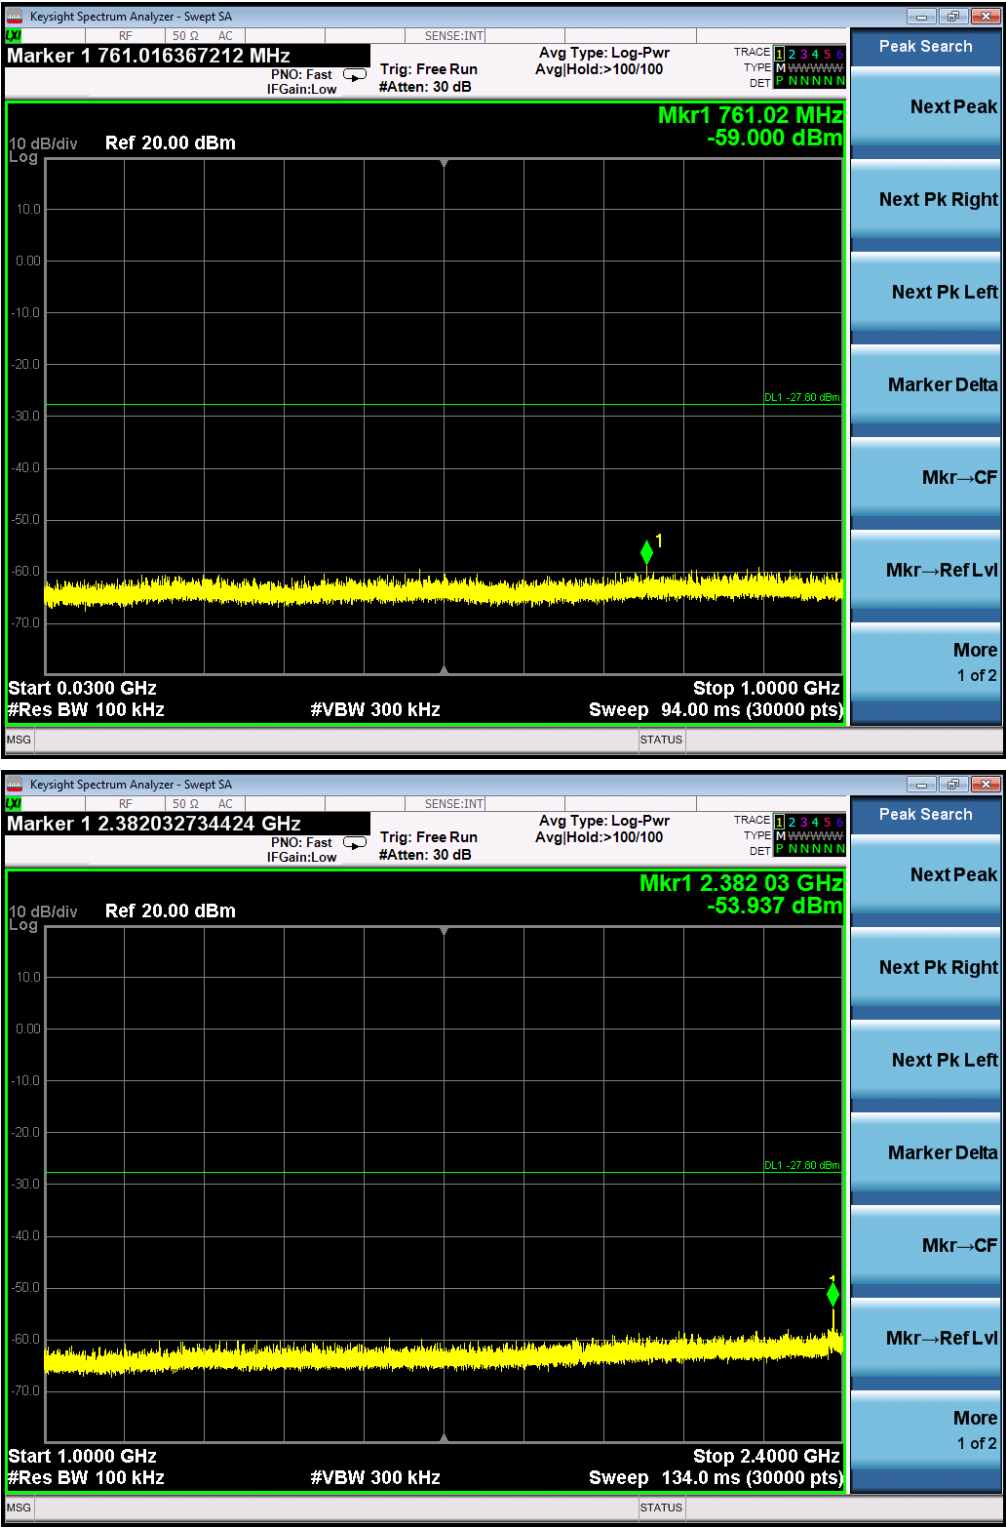 Keysight Spectrum Analyzer - Swept SA
LXI RF 50 Ω AC SENSE:INT
Marker 1 761.016367212 MHz
PNO: Fast
IFGain:Low
Trig: Free Run
#Atten: 30 dB
Avg Type: Log-Pwr
Avg|Hold:>100/100
TRACE 1 2 3 4 5 6
TYPE M WWWWW
DET P N N N N N
Peak Search
Mkr1 761.02 MHz
-59.000 dBm
10 dB/div Ref 20.00 dBm
Log
10.0
0.00
-10.0
-20.0
DL1 -27.80 dBm
-30.0
-40.0
-50.0
1
-60.0
-70.0
Start 0.0300 GHz Stop 1.0000 GHz
#Res BW 100 kHz #VBW 300 kHz Sweep 94.00 ms (30000 pts)
MSG STATUS
Next Peak
Next Pk Right
Next Pk Left
Marker Delta
Mkr→CF
Mkr→Ref Lvl
More
1 of 2
Keysight Spectrum Analyzer - Swept SA
LXI RF 50 Ω AC SENSE:INT
Marker 1 2.382032734424 GHz
PNO: Fast
IFGain:Low
Trig: Free Run
#Atten: 30 dB
Avg Type: Log-Pwr
Avg|Hold:>100/100
TRACE 1 2 3 4 5 6
TYPE M WWWWW
DET P N N N N N
Peak Search
Mkr1 2.382 03 GHz
-53.937 dBm
10 dB/div Ref 20.00 dBm
Log
10.0
0.00
-10.0
-20.0
DL1 -27.80 dBm
-30.0
-40.0
-50.0
1
-60.0
-70.0
Start 1.0000 GHz Stop 2.4000 GHz
#Res BW 100 kHz #VBW 300 kHz Sweep 134.0 ms (30000 pts)
MSG STATUS
Next Peak
Next Pk Right
Next Pk Left
Marker Delta
Mkr→CF
Mkr→Ref Lvl
More
1 of 2